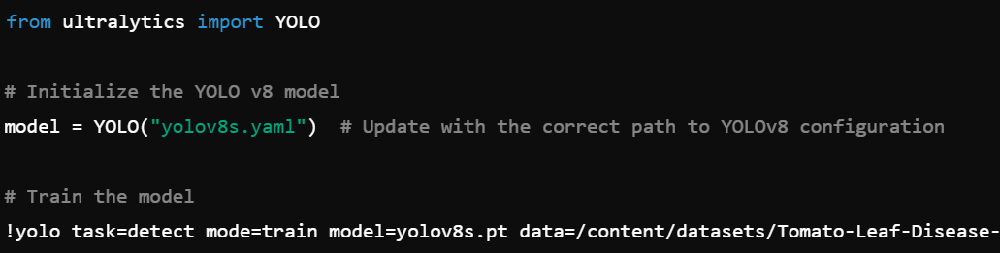 from ultralytics import YOLO
# Initialize the YOLO v8 model
model = YOLO("yolov8s.yaml")  # Update with the correct path to YOLOv8 configuration
# Train the model
!yolo task=detect mode=train model=yolov8s.pt data=/content/datasets/Tomato-Leaf-Disease-